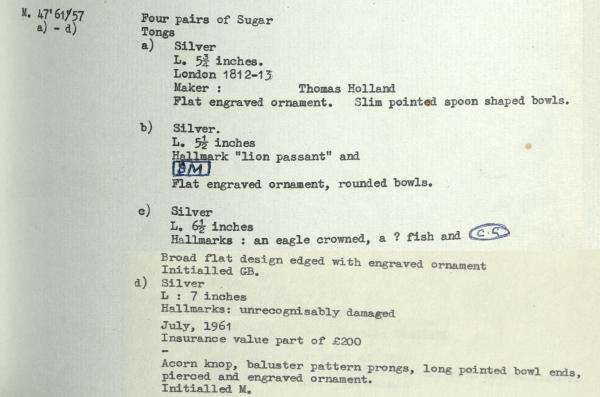 M. 47'61/57
a) - d)
Four pairs of Sugar
Tongs
a) Silver
L. 5¾ inches.
London 1812-13
Maker : Thomas Holland
Flat engraved ornament. Slim pointed spoon shaped bowls.
b) Silver.
L. 5½ inches
Hallmark "lion passant" and
SM
Flat engraved ornament, rounded bowls.
c) Silver
L. 6½ inches
Hallmarks : an eagle crowned, a ? fish and C.G
Broad flat design edged with engraved ornament
Initialled GB.
d) Silver
L : 7 inches
Hallmarks: unrecognisably damaged
July, 1961
Insurance value part of £200
-
Acorn knop, baluster pattern prongs, long pointed bowl ends,
pierced and engraved ornament.
Initialled M.